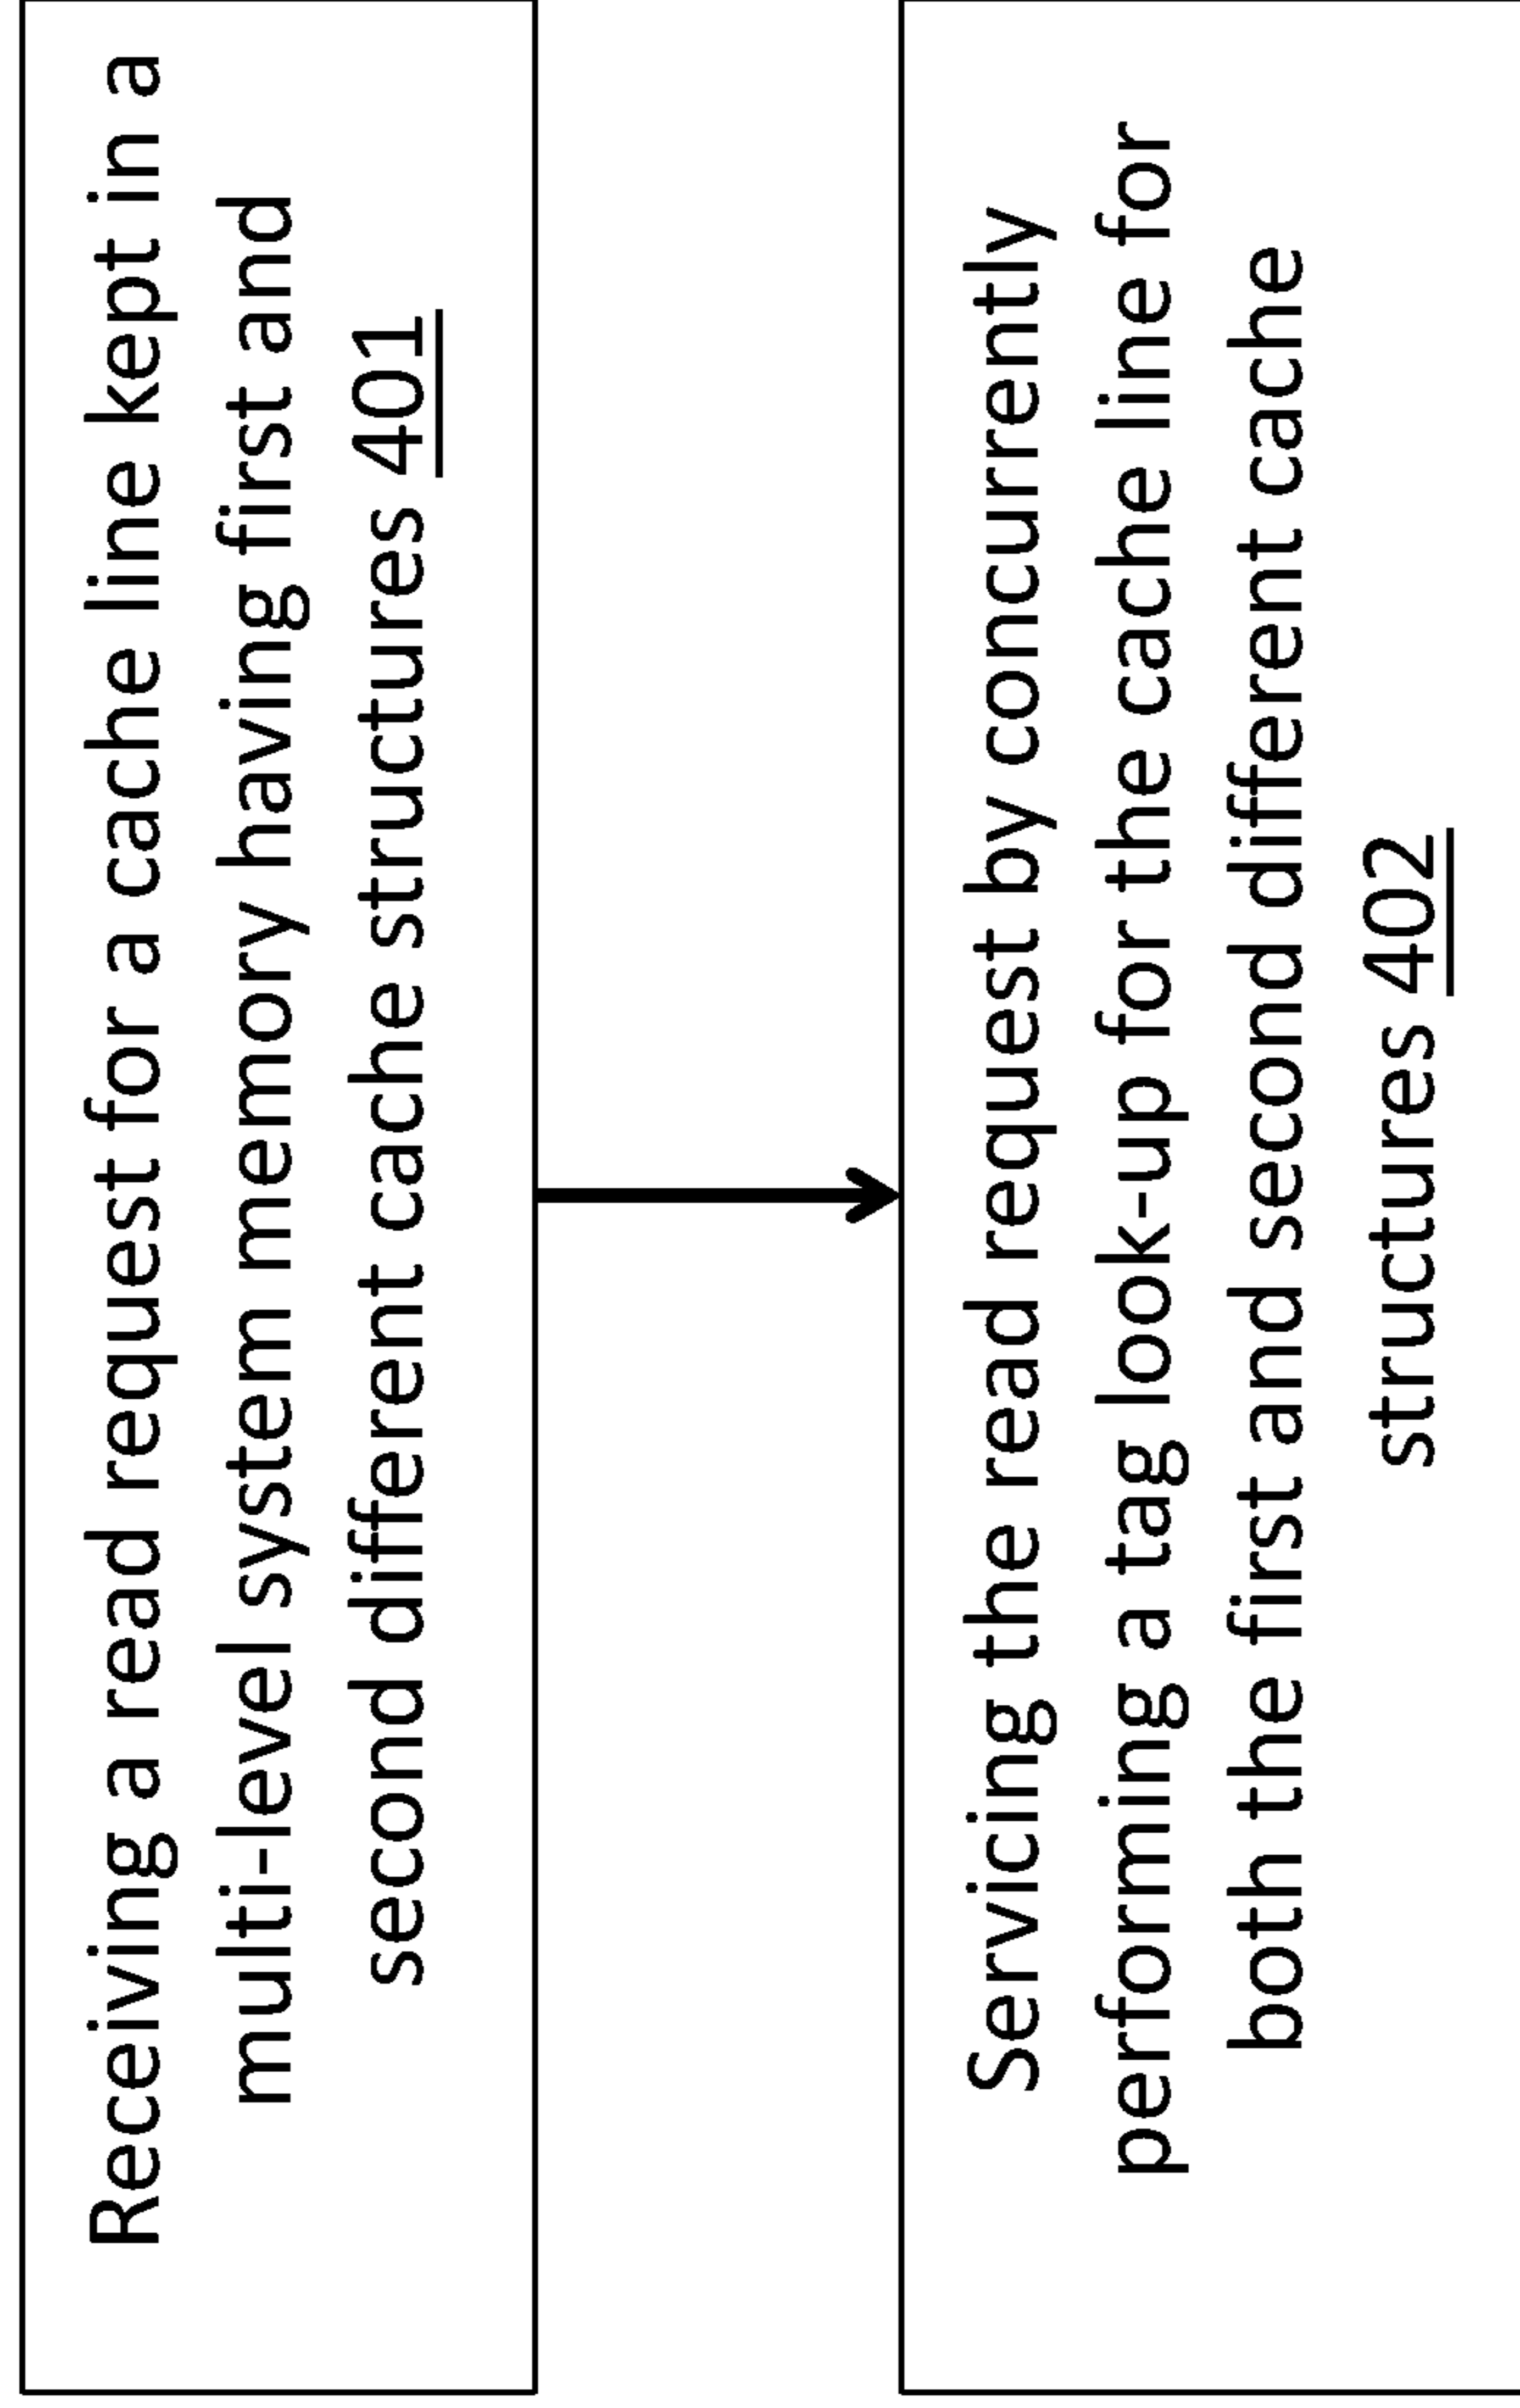 Receiving a read request for a cache line kept in a
multi-level system memory having first and
second different cache structures 401
Servicing the read request by concurrently
performing a tag look-up for the cache line for
both the first and second different cache
structures 402